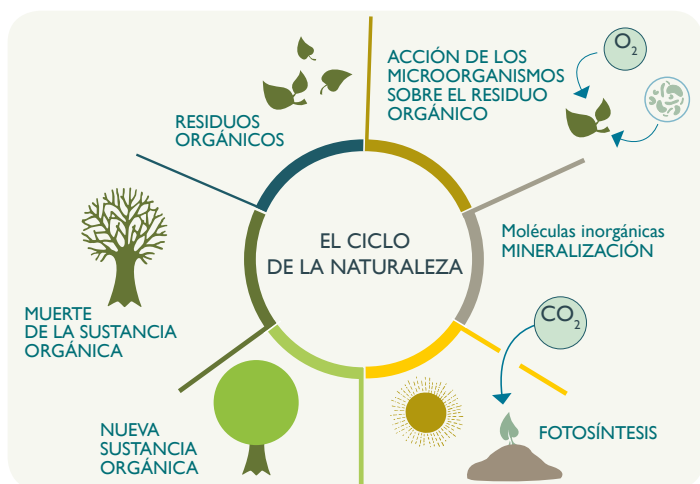 EL CICLO
DE LA NATURALEZA
RESIDUOS
ORGÁNICOS
ACCIÓN DE LOS
MICROORGANISMOS
SOBRE EL RESIDUO
ORGÁNICO
O₂
Moléculas inorgánicas
MINERALIZACIÓN
CO₂
FOTOSÍNTESIS
NUEVA
SUSTANCIA
ORGÁNICA
MUERTE
DE LA SUSTANCIA
ORGÁNICA